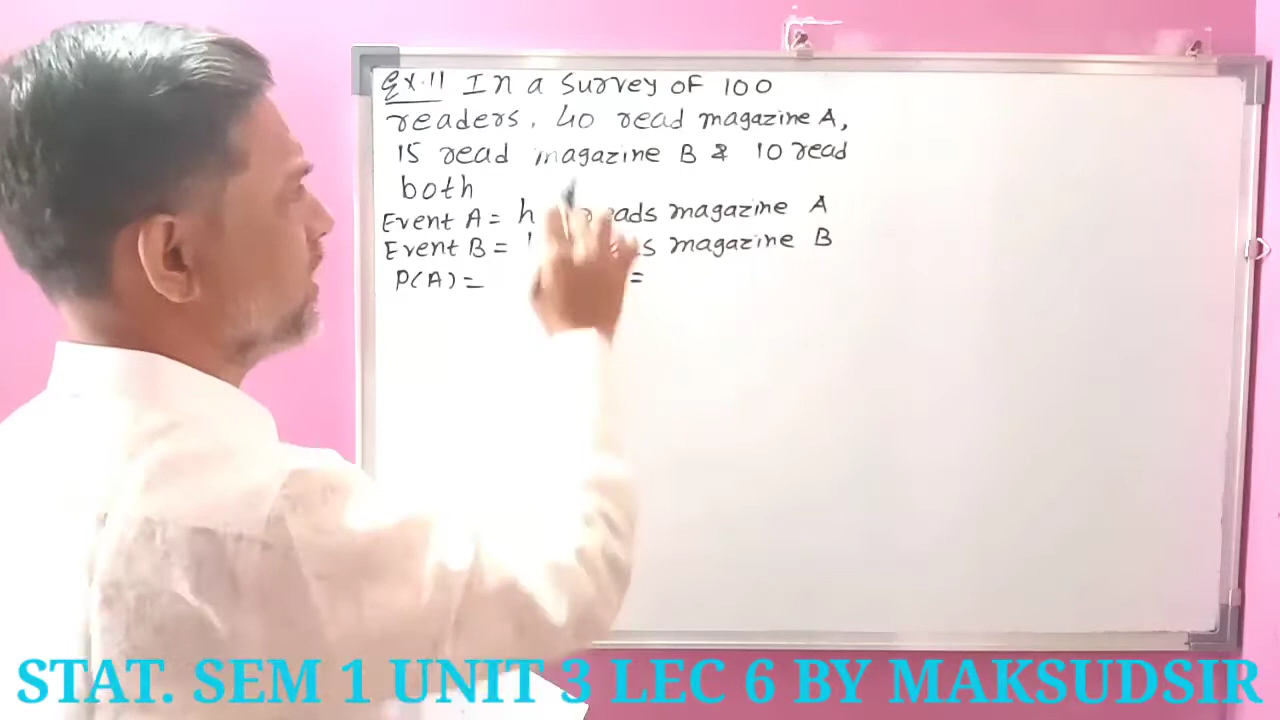 Ex.11 In a survey of 100
readers, 40 read magazine A,
15 read magazine B & 10 read
both
Event A = reads magazine A
Event B = magazine B
P(A) = =
STAT. SEM 1 UNIT 3 LEC 6 BY MAKSUDSIR